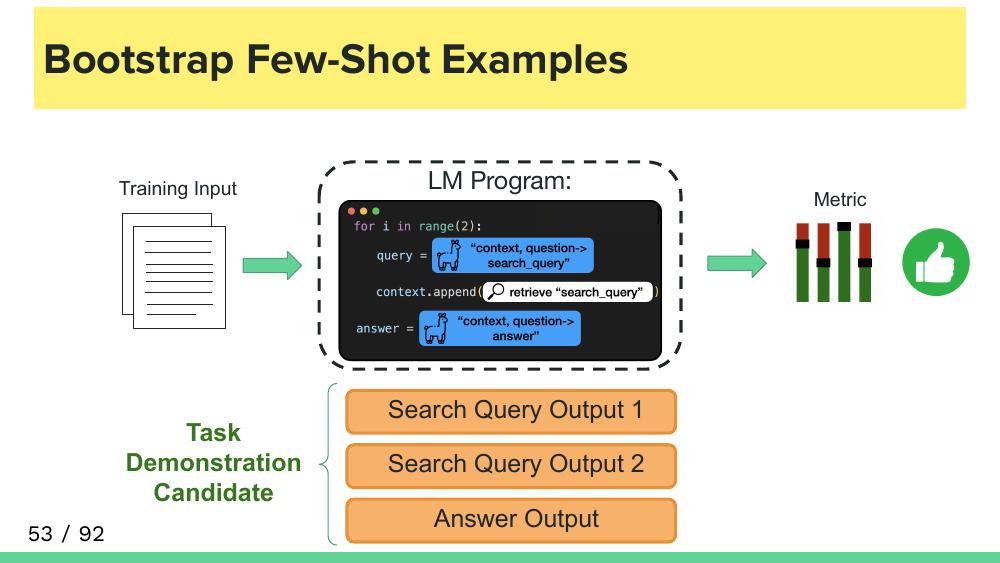 Bootstrap Few-Shot Examples
Training Input
LM Program:
for i in range(2):
query = “context, question->
search_query”
context.append( retrieve “search_query” )
answer = “context, question->
answer”
Metric
Task
Demonstration
Candidate
Search Query Output 1
Search Query Output 2
Answer Output
53 / 92